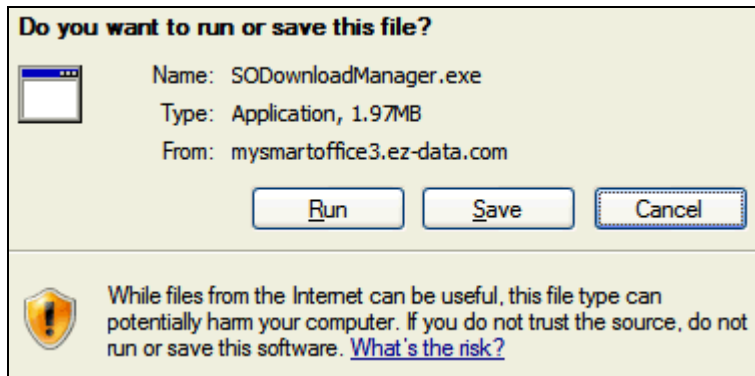 Do you want to run or save this file?
Name: SODownloadManager.exe
Type: Application, 1.97MB
From: mysmartoffice3.ez-data.com
Run Save Cancel
While files from the Internet can be useful, this file type can
potentially harm your computer. If you do not trust the source, do not
run or save this software. What's the risk?